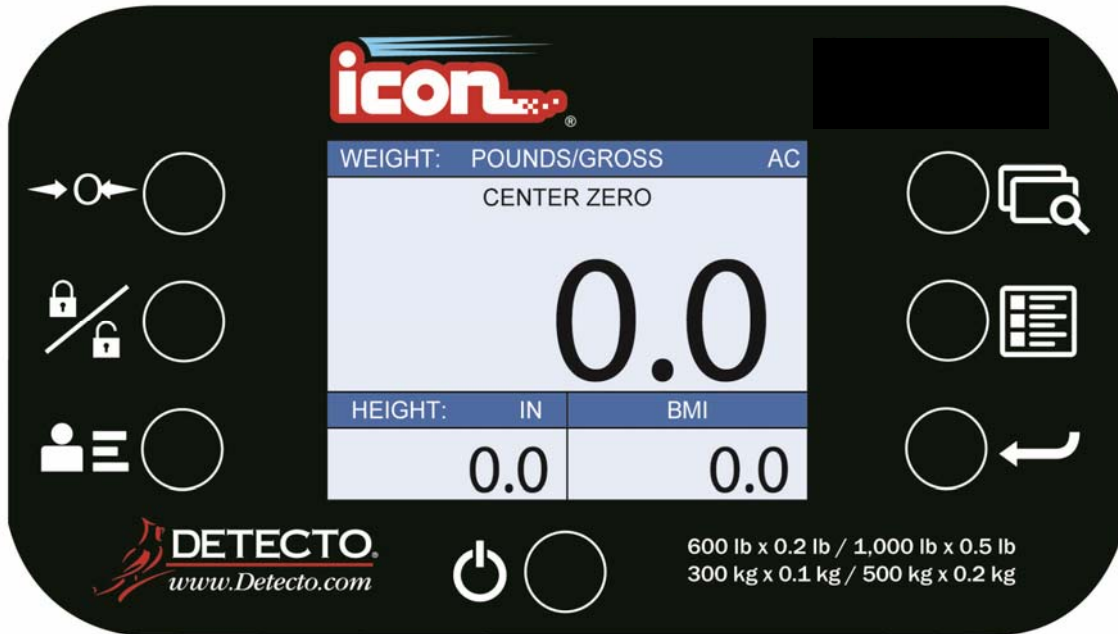 icon®
WEIGHT: POUNDS/GROSS AC
CENTER ZERO
0.0
HEIGHT: IN BMI
0.0 0.0
DETECTO®
www.Detecto.com
600 lb x 0.2 lb / 1,000 lb x 0.5 lb
300 kg x 0.1 kg / 500 kg x 0.2 kg